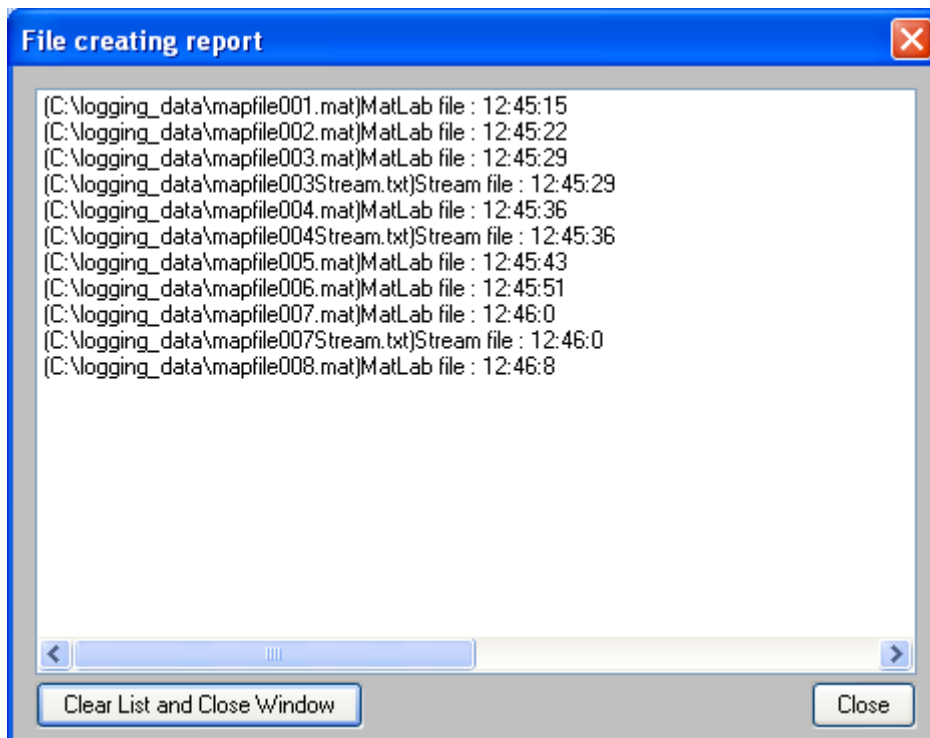 File creating report
(C:\logging_data\mapfile001.mat)MatLab file : 12:45:15
(C:\logging_data\mapfile002.mat)MatLab file : 12:45:22
(C:\logging_data\mapfile003.mat)MatLab file : 12:45:29
(C:\logging_data\mapfile003Stream.txt)Stream file : 12:45:29
(C:\logging_data\mapfile004.mat)MatLab file : 12:45:36
(C:\logging_data\mapfile004Stream.txt)Stream file : 12:45:36
(C:\logging_data\mapfile005.mat)MatLab file : 12:45:43
(C:\logging_data\mapfile006.mat)MatLab file : 12:45:51
(C:\logging_data\mapfile007.mat)MatLab file : 12:46:0
(C:\logging_data\mapfile007Stream.txt)Stream file : 12:46:0
(C:\logging_data\mapfile008.mat)MatLab file : 12:46:8
Clear List and Close Window
Close